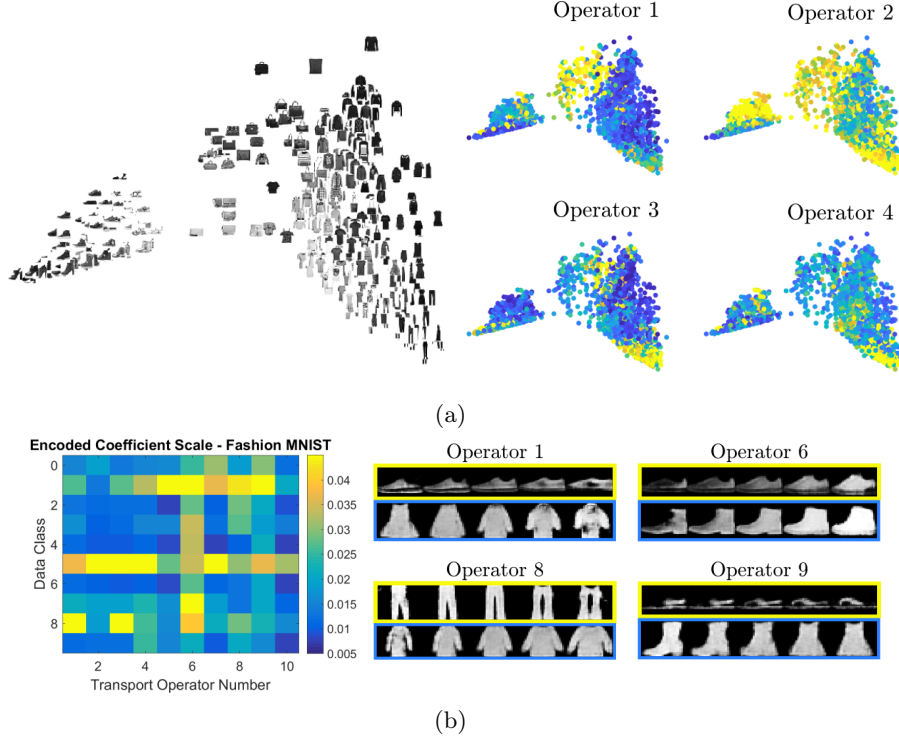 Operator 1
Operator 2
Operator 3
Operator 4
(a)
Encoded Coefficient Scale - Fashion MNIST
0
2
4
6
8
Data Class
2
4
6
8
10
Transport Operator Number
0.04
0.035
0.03
0.025
0.02
0.015
0.01
0.005
Operator 1
Operator 6
Operator 8
Operator 9
(b)